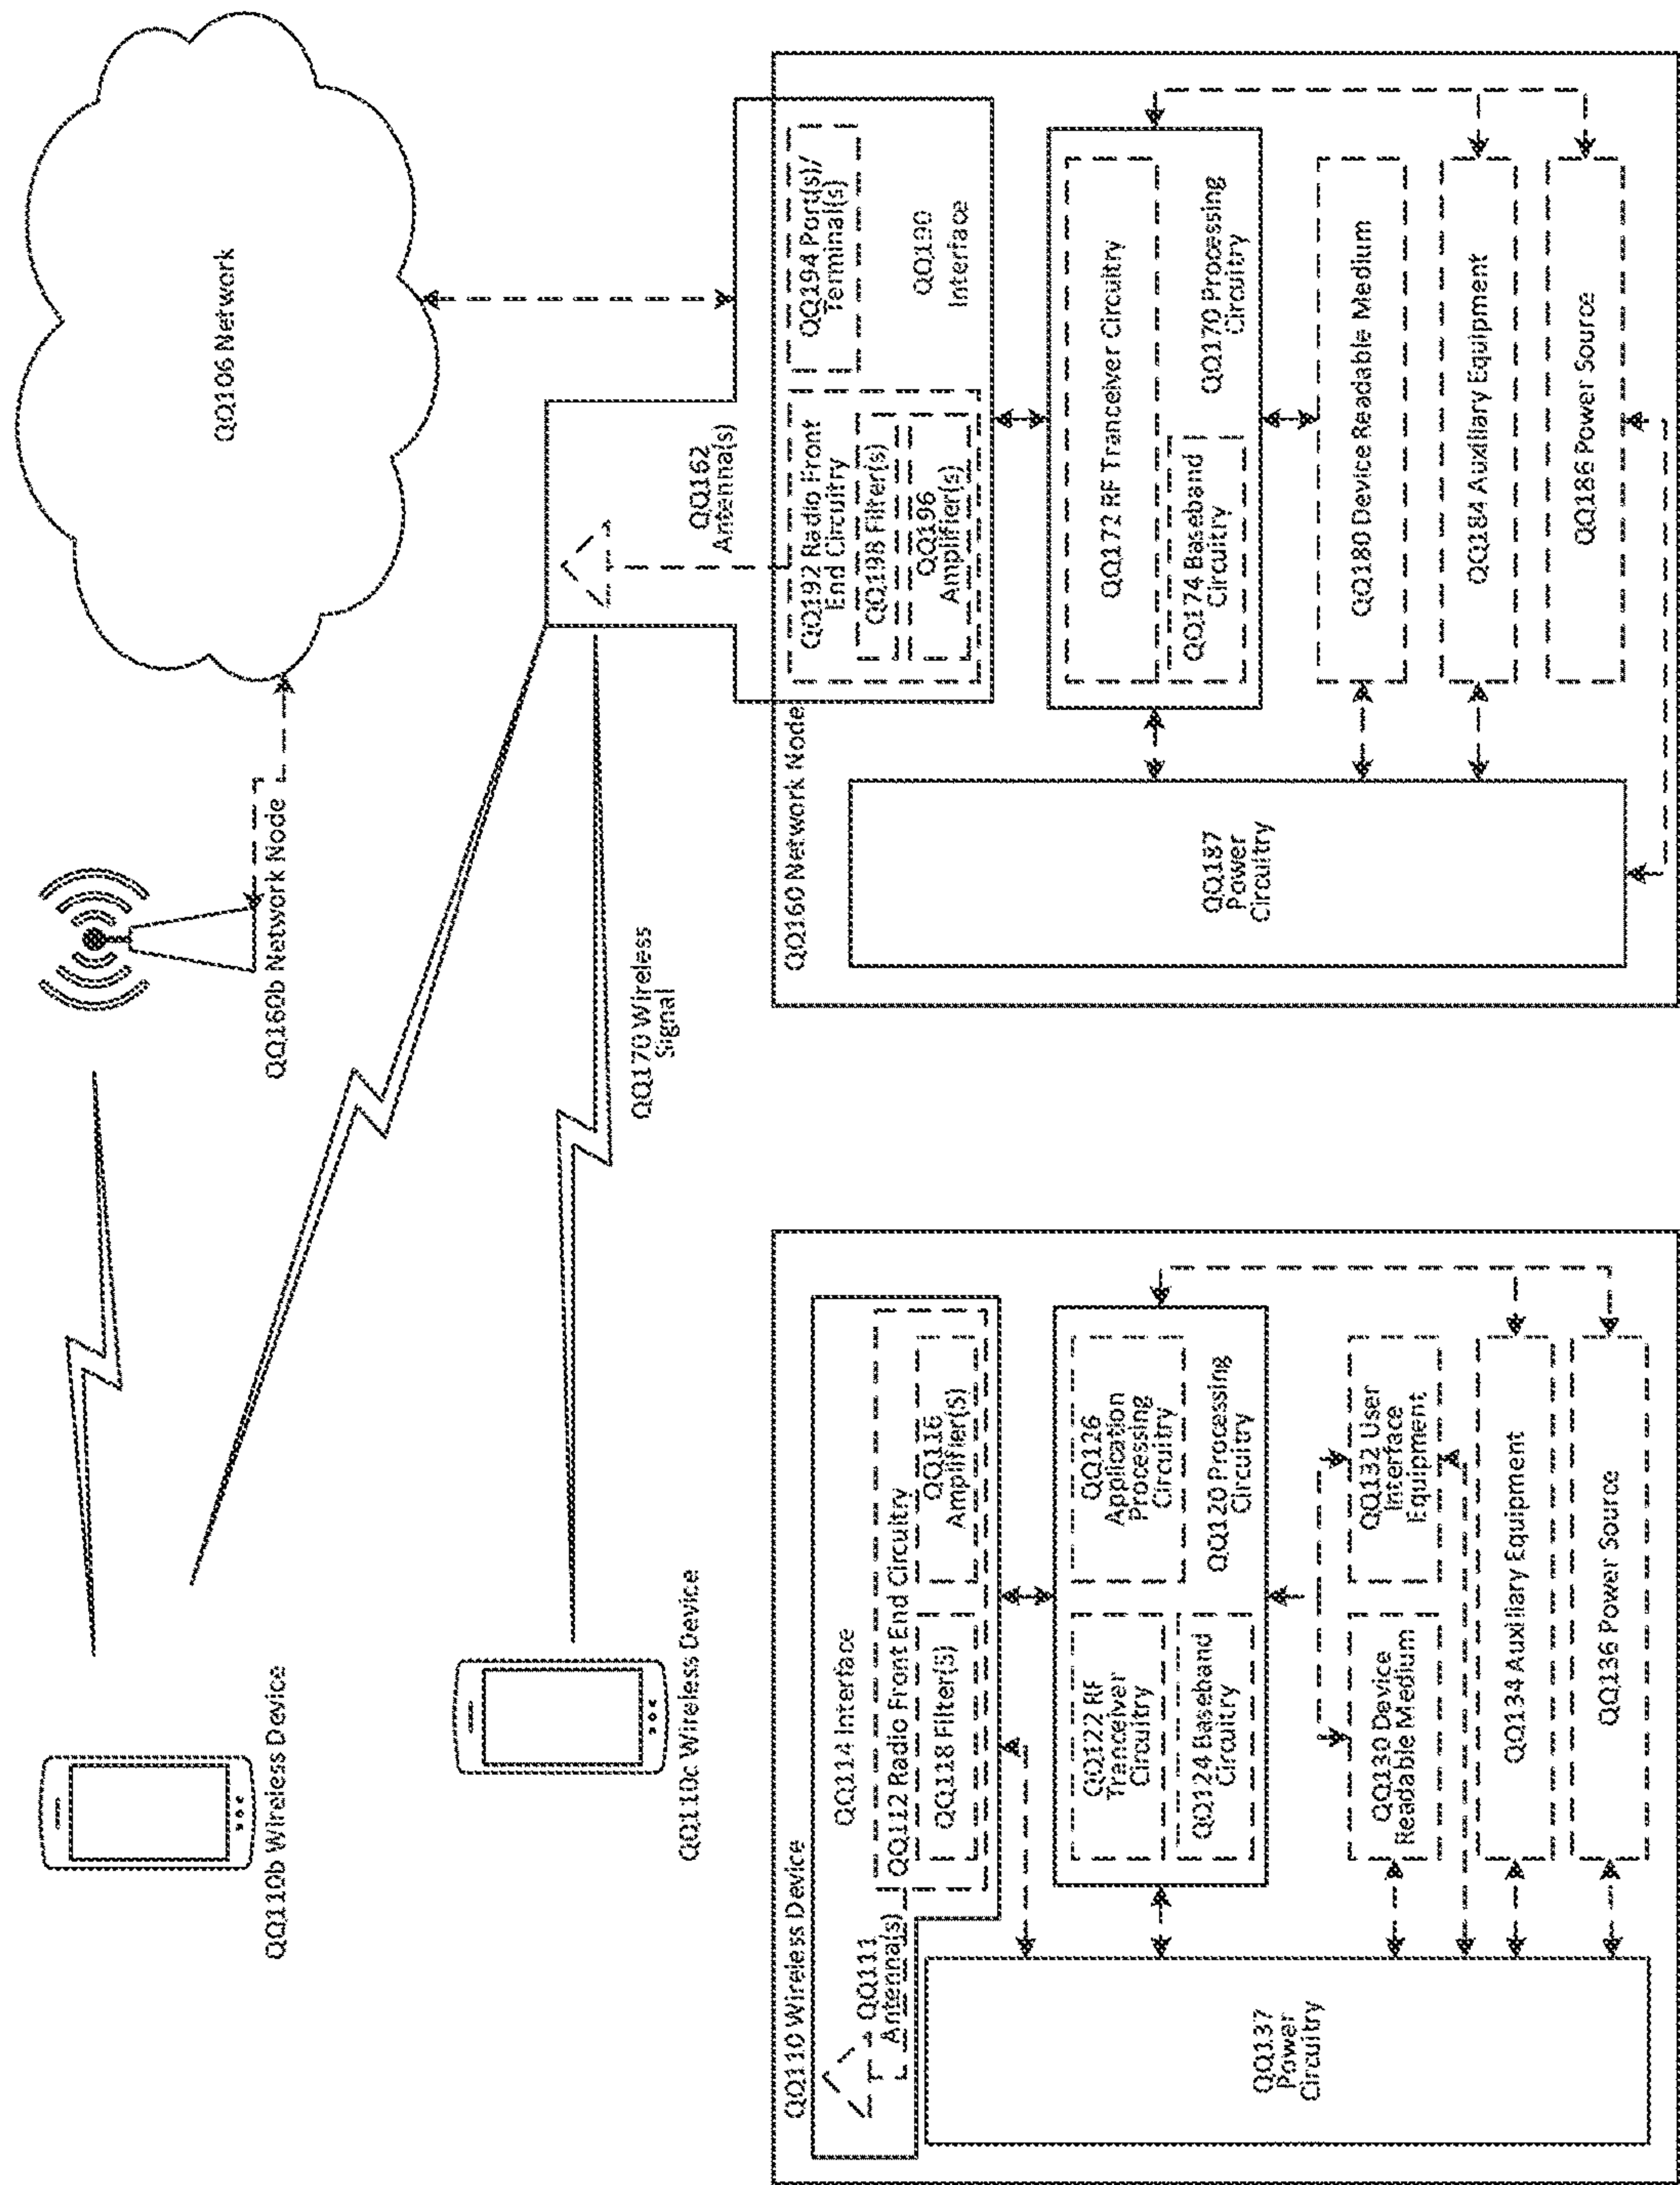 QQ106 Network
QQ160b Network Node
QQ110b Wireless Device
QQ110c Wireless Device
QQ170 Wireless
Signal
QQ162
Antenna(s)
QQ110 Wireless Device
QQ114 Interface
QQ111
Antenna(s)
QQ112 Radio Front End Circuitry
QQ118 Filter(S)
QQ116
Amplifier(S)
QQ122 RF
Tranceiver
Circuitry
QQ124 Baseband
Circuitry
QQ126
Application
Processing
Circuitry
QQ120 Processing
Circuitry
QQ137
Power
Circuitry
QQ130 Device
Readable Medium
QQ132 User
Interface
Equipment
QQ134 Auxiliary Equipment
QQ136 Power Source
QQ160 Network Node
QQ192 Radio Front
End Circuitry
QQ198 Filter(s)
QQ196
Amplifier(s)
QQ194 Port(s)/
Terminal(s)
QQ190
Interface
QQ172 RF Tranceiver Circuitry
QQ174 Baseband
Circuitry
QQ170 Processing
Circuitry
QQ187
Power
Circuitry
QQ180 Device Readable Medium
QQ184 Auxiliary Equipment
QQ186 Power Source